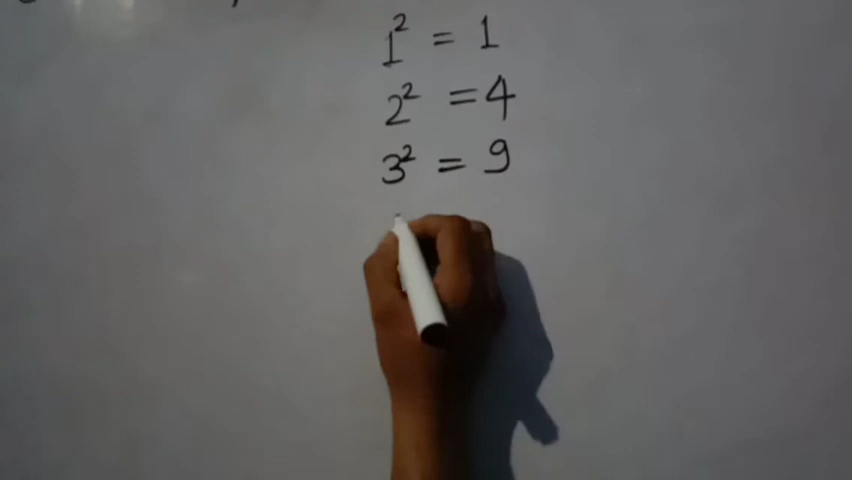 1² = 1
2² = 4
3² = 9